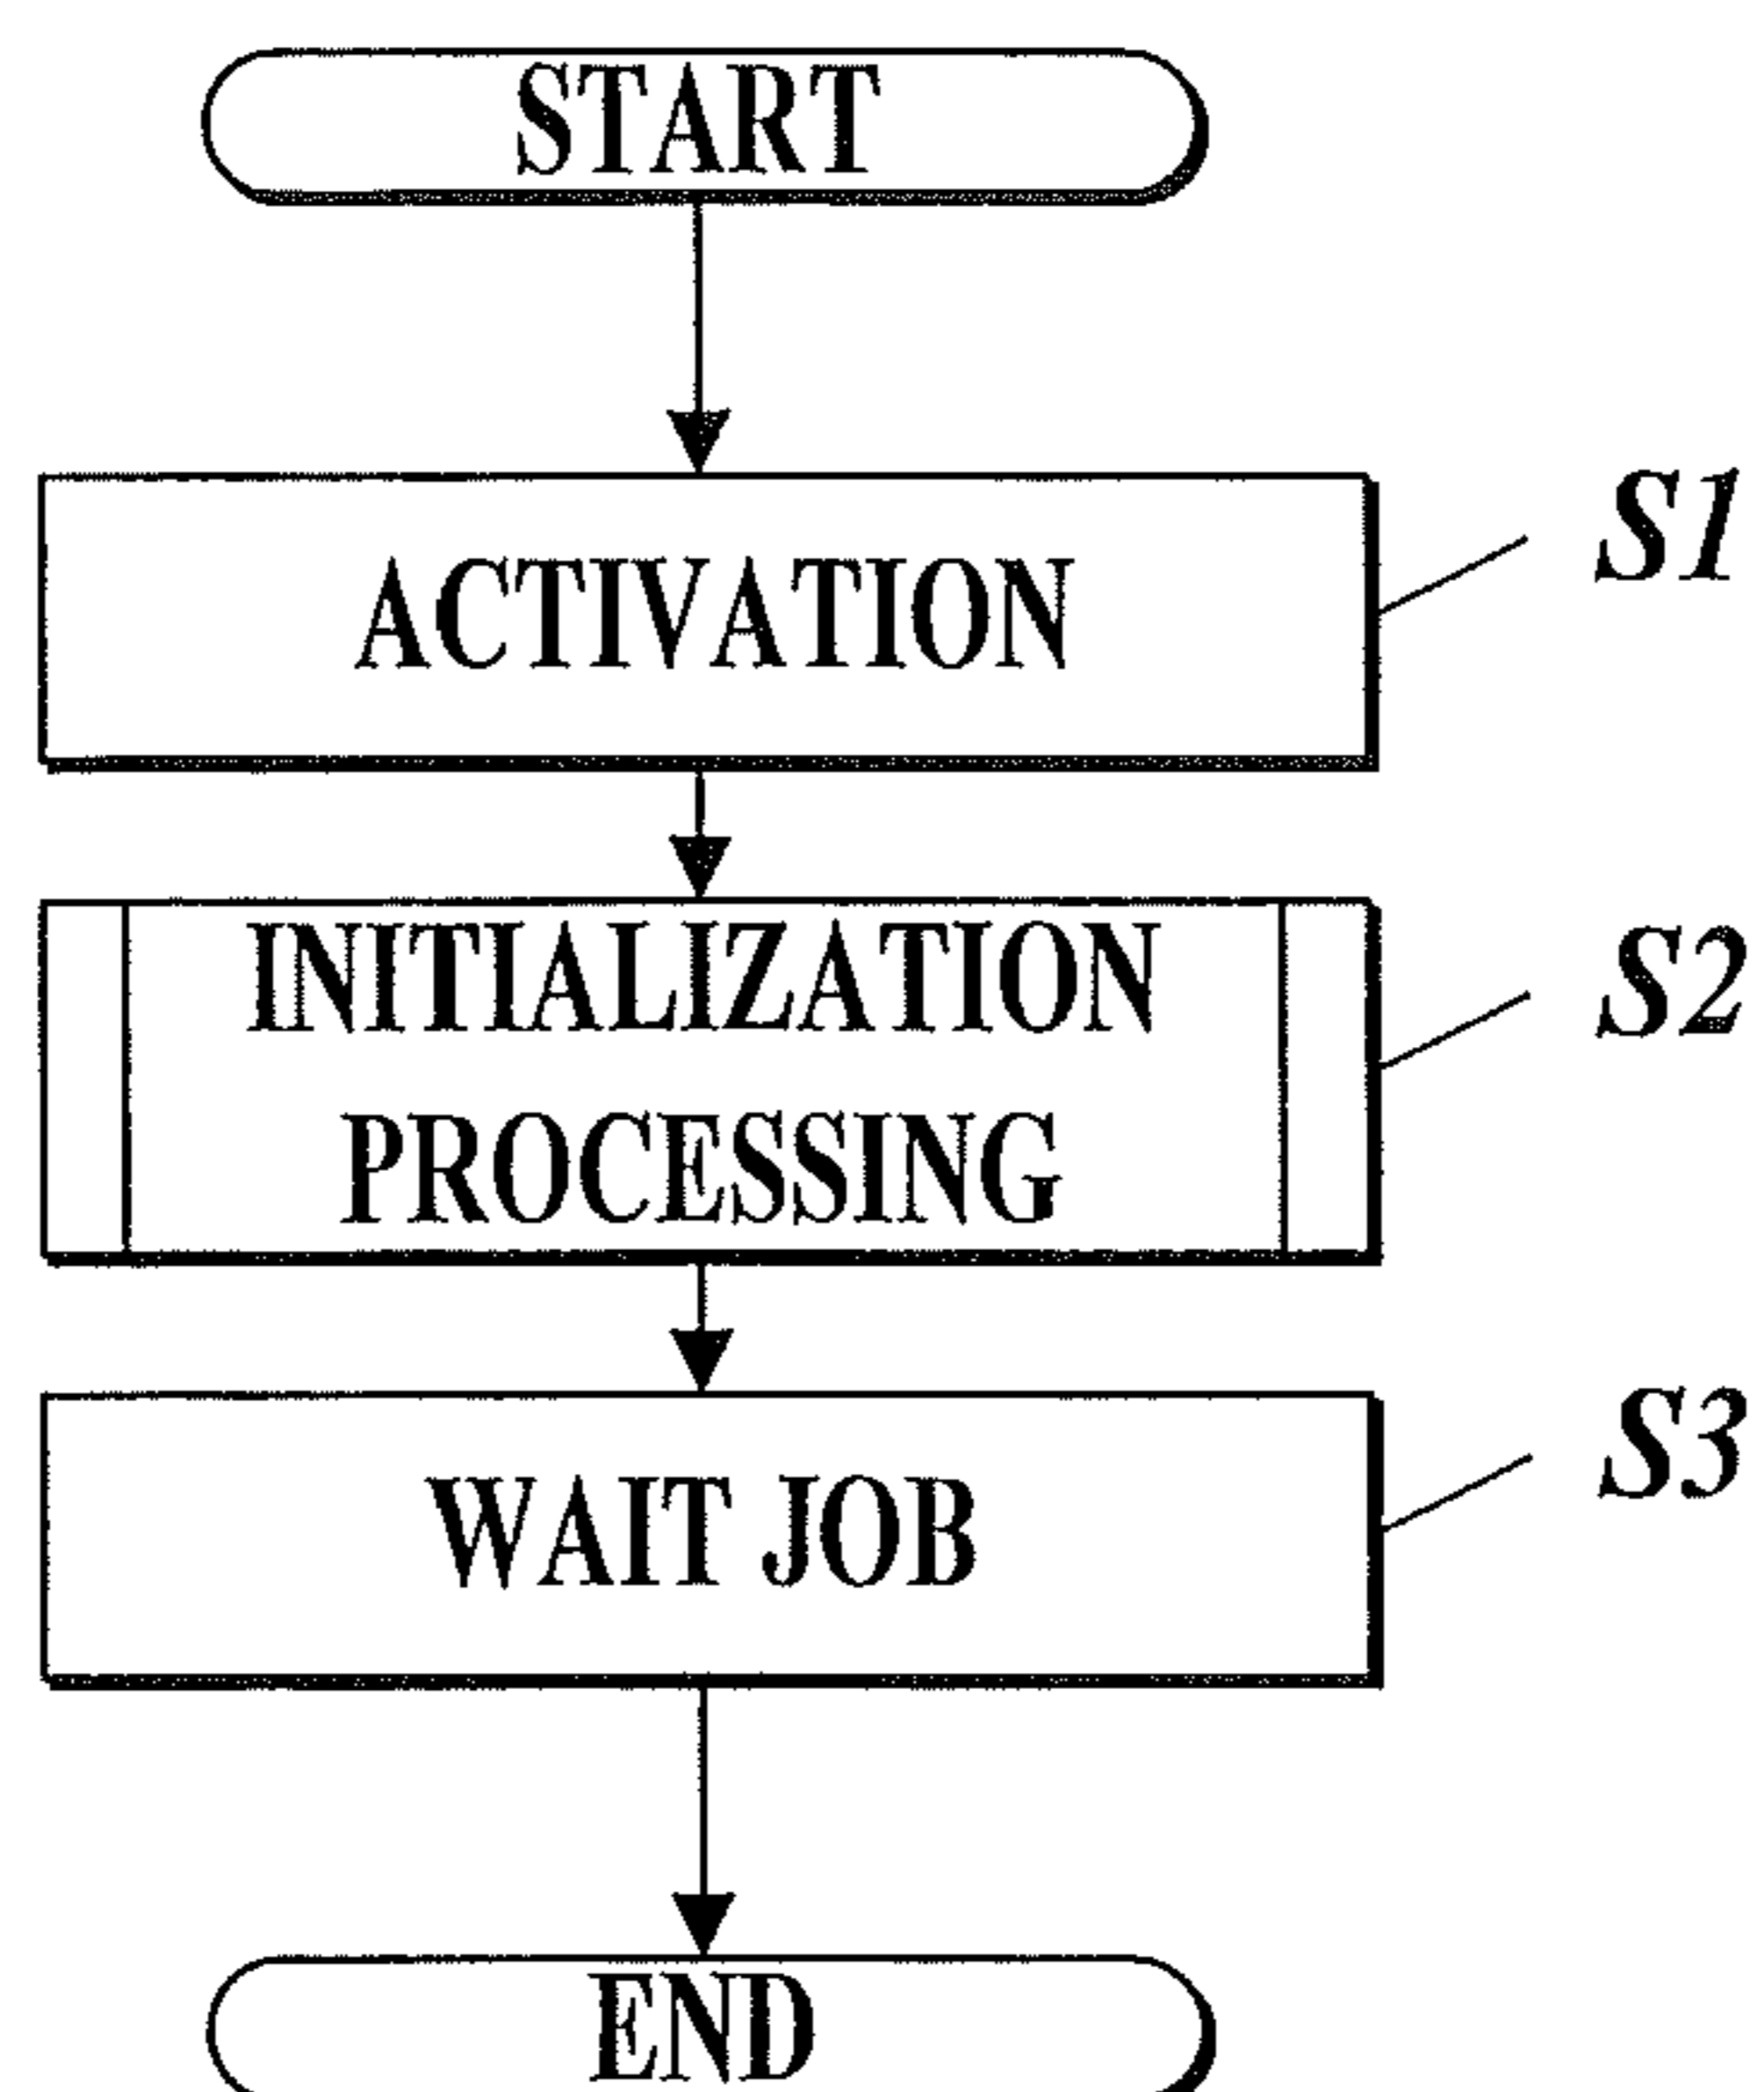 START
ACTIVATION
S1
INITIALIZATION
PROCESSING
S2
WAIT JOB
S3
END